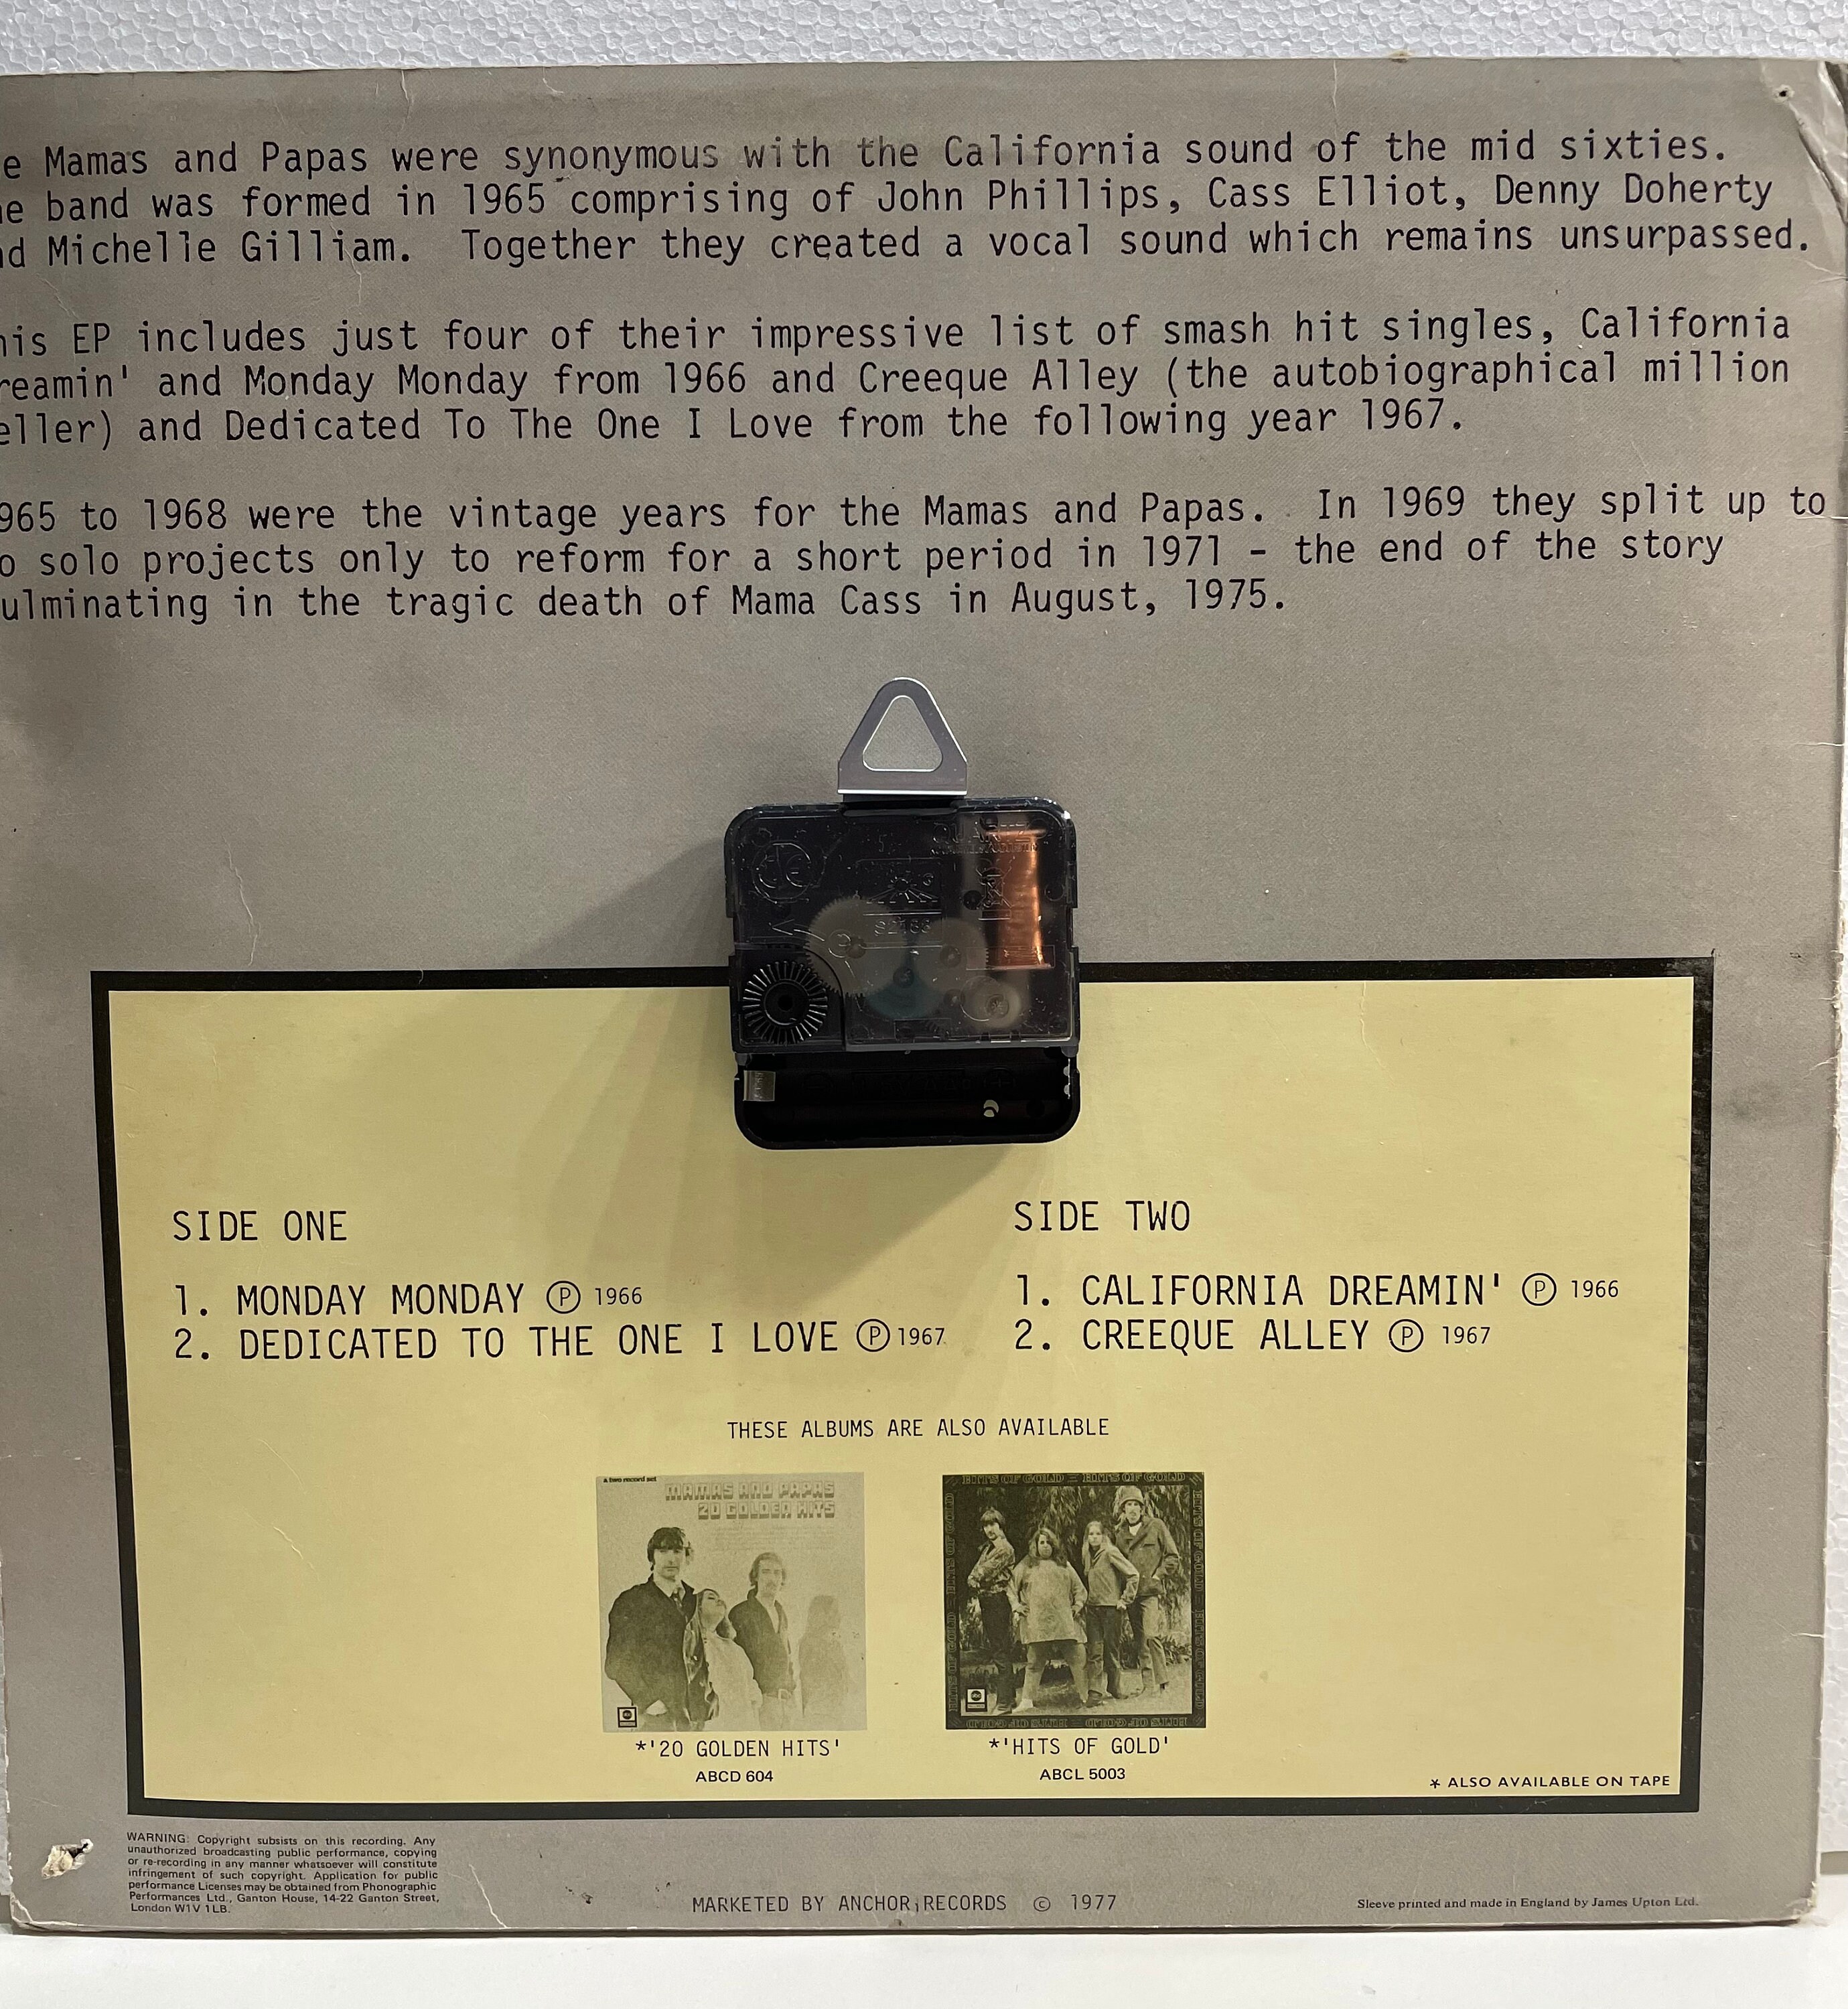 e Mamas and Papas were synonymous with the California sound of the mid sixties.
e band was formed in 1965 comprising of John Phillips, Cass Elliot, Denny Doherty
d Michelle Gilliam. Together they created a vocal sound which remains unsurpassed.
his EP includes just four of their impressive list of smash hit singles, California
reamin' and Monday Monday from 1966 and Creeque Alley (the autobiographical million
eller) and Dedicated To The One I Love from the following year 1967.
965 to 1968 were the vintage years for the Mamas and Papas. In 1969 they split up to
o solo projects only to reform for a short period in 1971 - the end of the story
ulminating in the tragic death of Mama Cass in August, 1975.
SIDE ONE
1. MONDAY MONDAY Ⓟ 1966
2. DEDICATED TO THE ONE I LOVE Ⓟ 1967
SIDE TWO
1. CALIFORNIA DREAMIN' Ⓟ 1966
2. CREEQUE ALLEY Ⓟ 1967
THESE ALBUMS ARE ALSO AVAILABLE
a two record set
MAMAS AND PAPAS
20 GOLDEN HITS
HITS OF GOLD — HITS OF GOLD
*'20 GOLDEN HITS'
ABCD 604
*'HITS OF GOLD'
ABCL 5003
* ALSO AVAILABLE ON TAPE
WARNING: Copyright subsists on this recording. Any
unauthorized broadcasting public performance, copying
or re-recording in any manner whatsoever will constitute
infringement of such copyright. Application for public
performance Licenses may be obtained from Phonographic
Performances Ltd., Ganton House, 14-22 Ganton Street,
London W1V 1LB.
MARKETED BY ANCHOR RECORDS © 1977
Sleeve printed and made in England by James Upton Ltd.